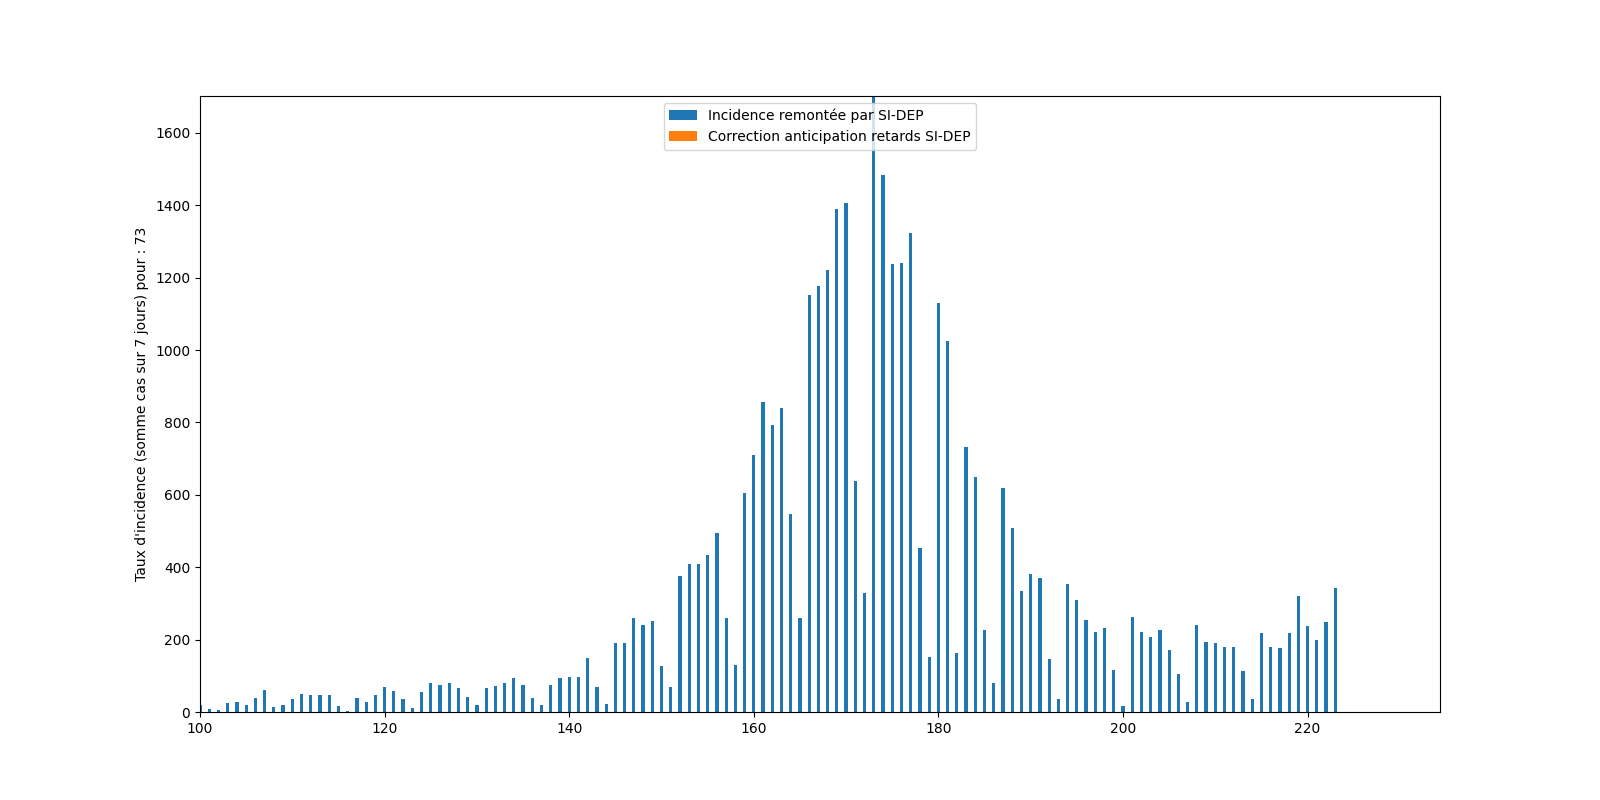 Incidence remontée par SI-DEP
Correction anticipation retards SI-DEP
Taux d'incidence (somme cas sur 7 jours) pour : 73
1600
1400
1200
1000
800
600
400
200
0
100 120 140 160 180 200 220